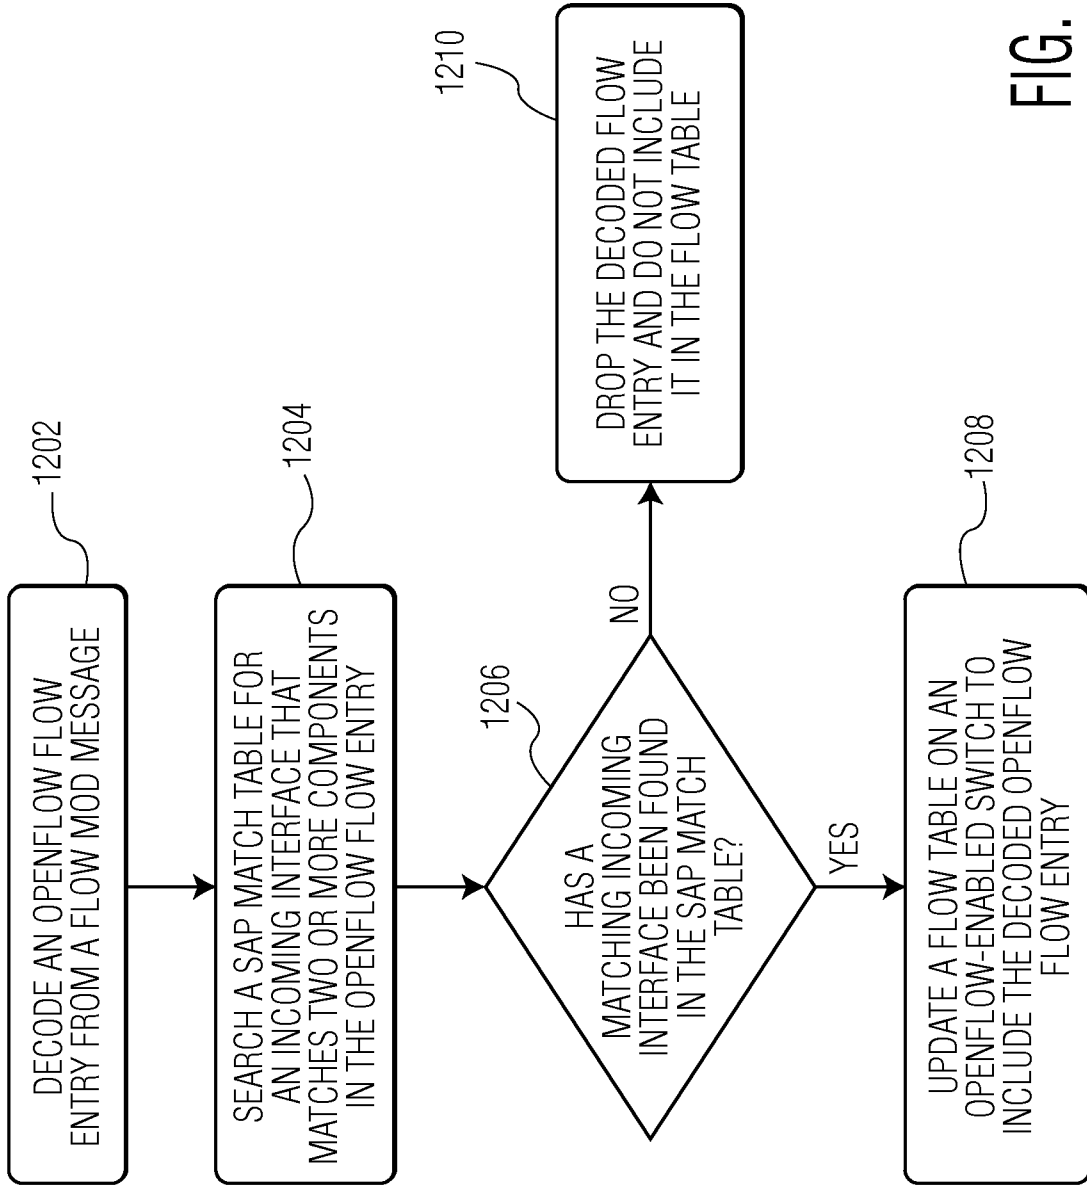 1202
DECODE AN OPENFLOW FLOW
ENTRY FROM A FLOW MOD MESSAGE
1204
SEARCH A SAP MATCH TABLE FOR
AN INCOMING INTERFACE THAT
MATCHES TWO OR MORE COMPONENTS
IN THE OPENFLOW FLOW ENTRY
1206
HAS A
MATCHING INCOMING
INTERFACE BEEN FOUND
IN THE SAP MATCH
TABLE?
NO
1210
DROP THE DECODED FLOW
ENTRY AND DO NOT INCLUDE
IT IN THE FLOW TABLE
YES
1208
UPDATE A FLOW TABLE ON AN
OPENFLOW-ENABLED SWITCH TO
INCLUDE THE DECODED OPENFLOW
FLOW ENTRY
FIG.